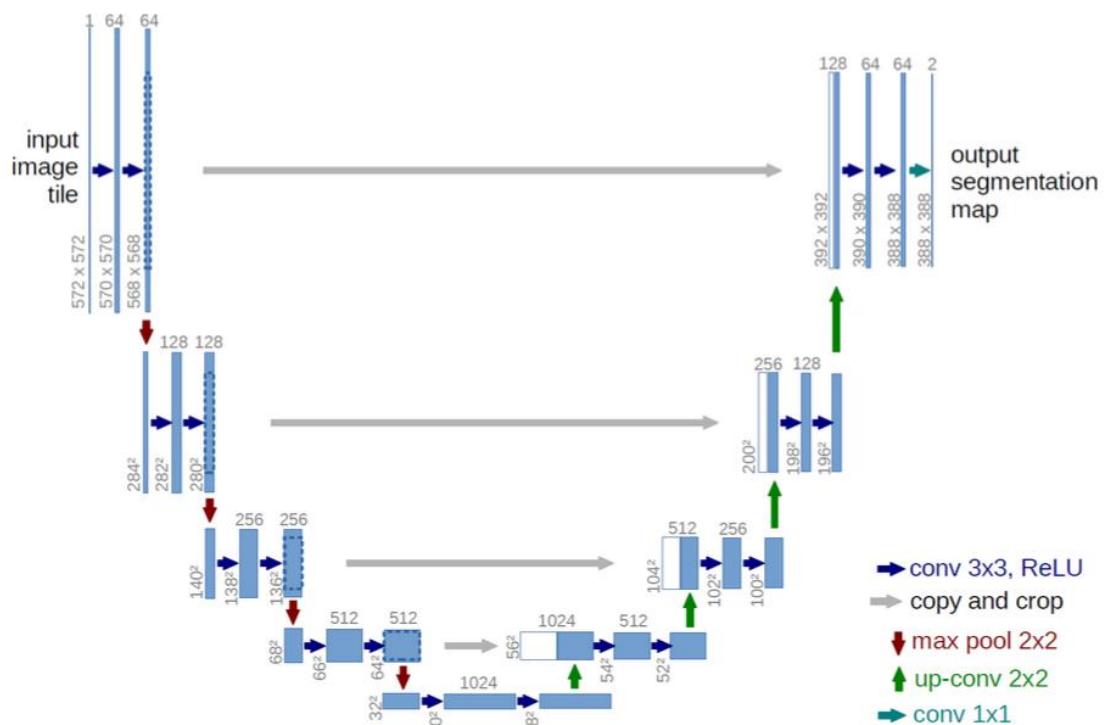 1 64 64
128 64 64 2
input
image
tile
output
segmentation
map
572 x 572
570 x 570
568 x 568
392 x 392
390 x 390
388 x 388
388 x 388
128 128
256 128
284²
282²
280²
200²
198²
196²
256 256
512 256
140²
138²
136²
104²
102²
100²
conv 3x3, ReLU
copy and crop
max pool 2x2
up-conv 2x2
conv 1x1
512 512
1024 512
68²
66²
64²
56²
54²
52²
1024
32²